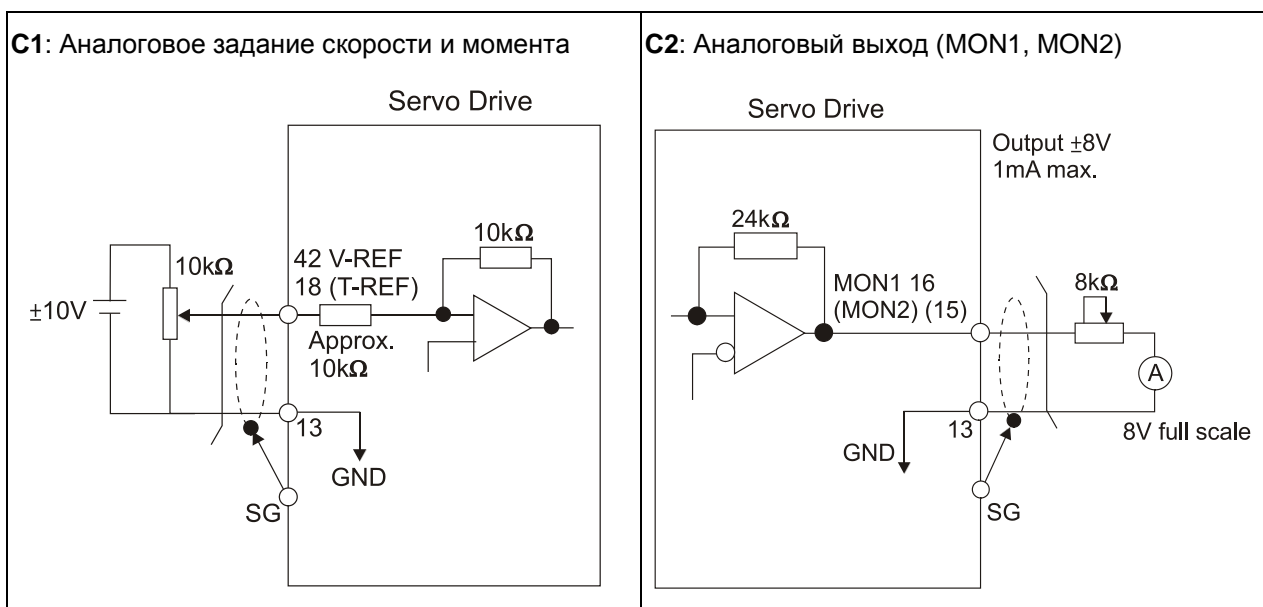 C1: Аналоговое задание скорости и момента
Servo Drive
10kΩ
±10V
42 V-REF
18 (T-REF)
Approx.
10kΩ
10kΩ
13
GND
SG
C2: Аналоговый выход (MON1, MON2)
Servo Drive
Output ±8V
1mA max.
24kΩ
MON1 16
(MON2) (15)
8kΩ
A
13
8V full scale
GND
SG